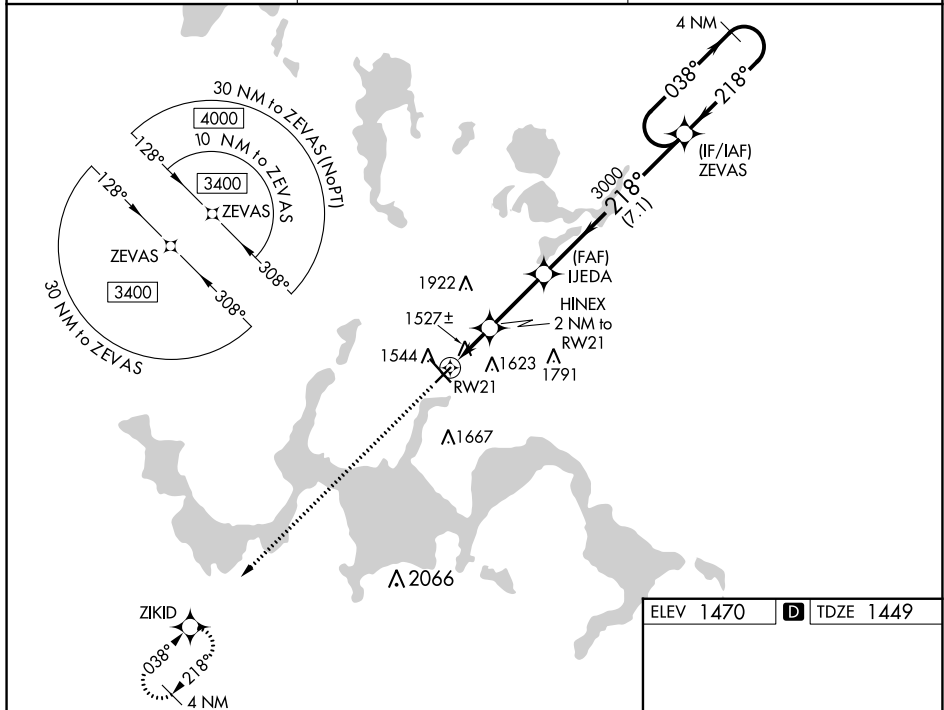 4 NM
038°
218°
(IF/IAF)
ZEVAS
3000
218°
(7.1)
30 NM to ZEVAS (NoPT)
4000
10 NM to ZEVAS
3400
128°
ZEVAS
308°
128°
ZEVAS
3400
308°
30 NM to ZEVAS
(FAF)
IJEDA
1922
HINEX
2 NM to
RW21
1527±
1544
1623
1791
RW21
1667
2066
ZIKID
038°
218°
4 NM
ELEV 1470 D TDZE 1449